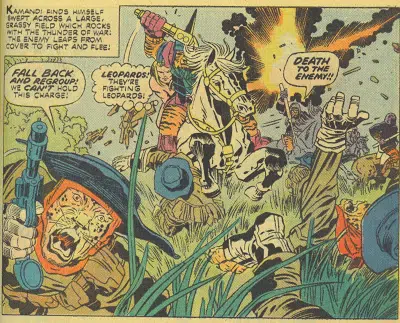 KAMANDI FINDS HIMSELF
SWEPT ACROSS A LARGE,
GRASSY FIELD WHICH ROCKS
WITH THE THUNDER OF WAR!
THE ENEMY LEAPS FROM
COVER TO FIGHT AND FLEE!
FALL BACK
AND REGROUP!
WE CAN'T HOLD
THIS CHARGE!
LEOPARDS!
THEY'RE
FIGHTING
LEOPARDS!
DEATH
TO THE
ENEMY!!